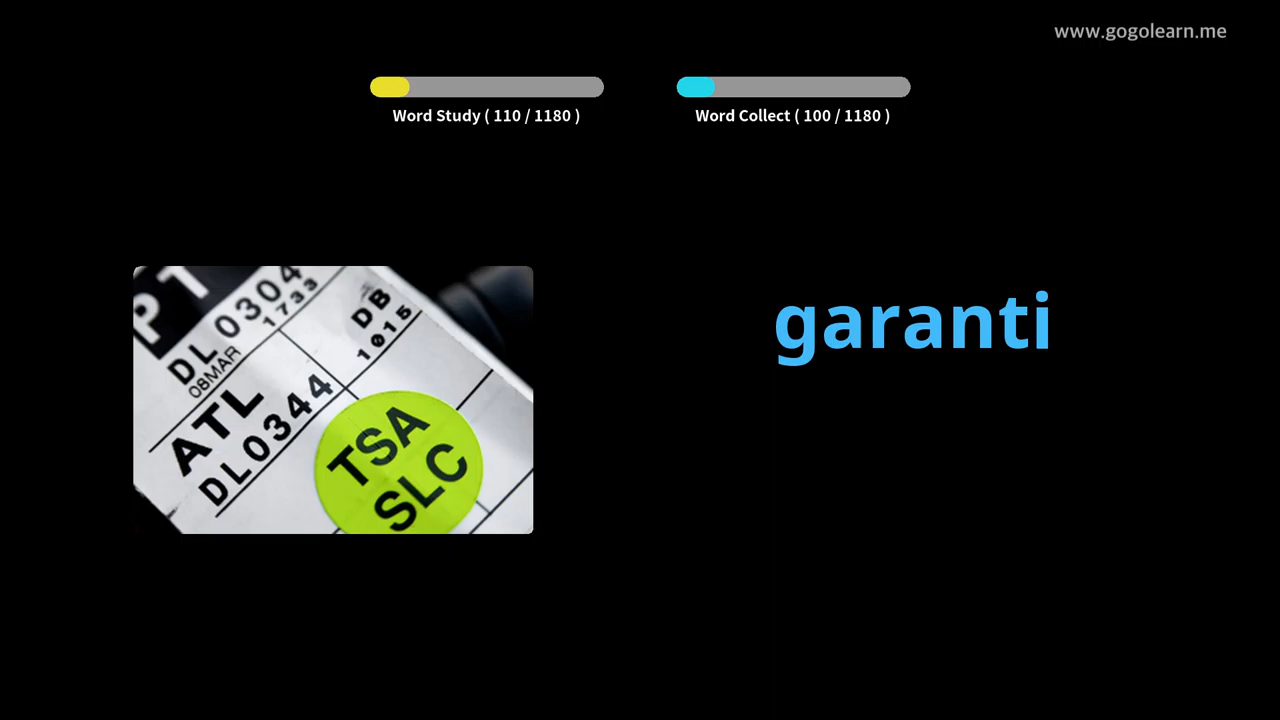 www.gogolearn.me
Word Study ( 110 / 1180 )
Word Collect ( 100 / 1180 )
garanti
P1
DL 0304
1733
08MAR
DB
1015
ATL
DL0344
TSA
SLC